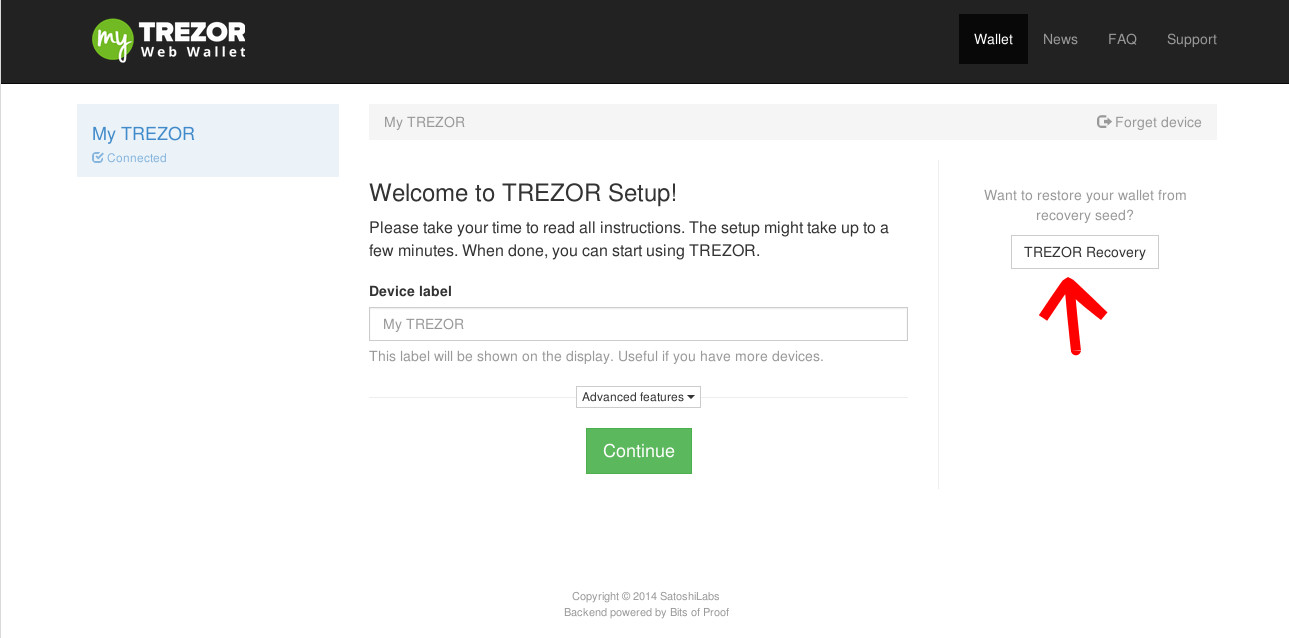 my TREZOR
Web Wallet
Wallet News FAQ Support
My TREZOR
Connected
My TREZOR
Forget device
Welcome to TREZOR Setup!
Please take your time to read all instructions. The setup might take up to a
few minutes. When done, you can start using TREZOR.
Device label
My TREZOR
This label will be shown on the display. Useful if you have more devices.
Advanced features
Continue
Want to restore your wallet from
recovery seed?
TREZOR Recovery
Copyright © 2014 SatoshiLabs
Backend powered by Bits of Proof